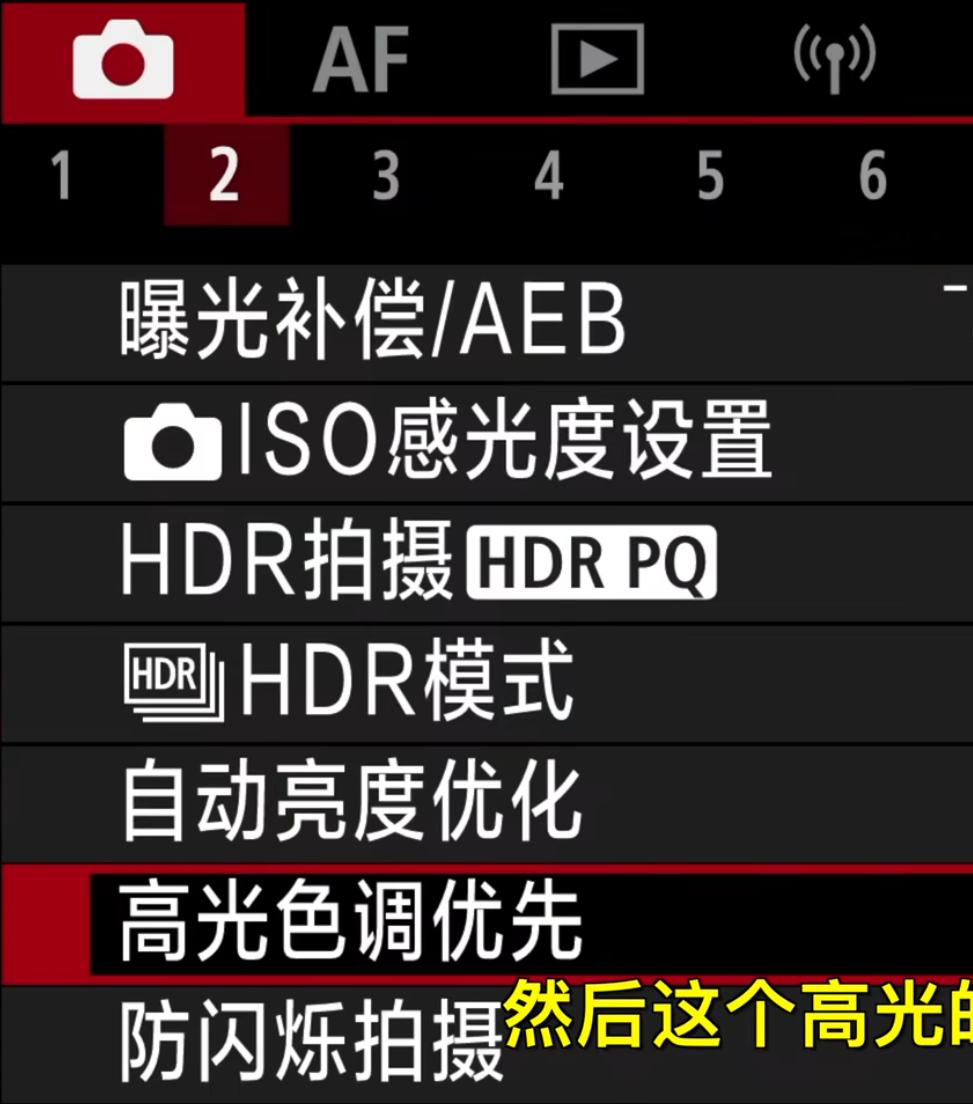 AF
1 2 3 4 5 6
曝光补偿/AEB
ISO感光度设置
HDR拍摄 HDR PQ
HDR HDR模式
自动亮度优化
高光色调优先
防闪烁拍摄
然后这个高光的